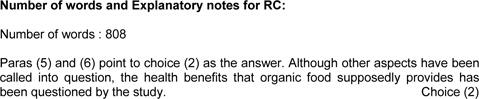 Number of words and Explanatory notes for RC:
Number of words : 808
Paras (5) and (6) point to choice (2) as the answer. Although other aspects have been
called into question, the health benefits that organic food supposedly provides has
been questioned by the study. Choice (2)